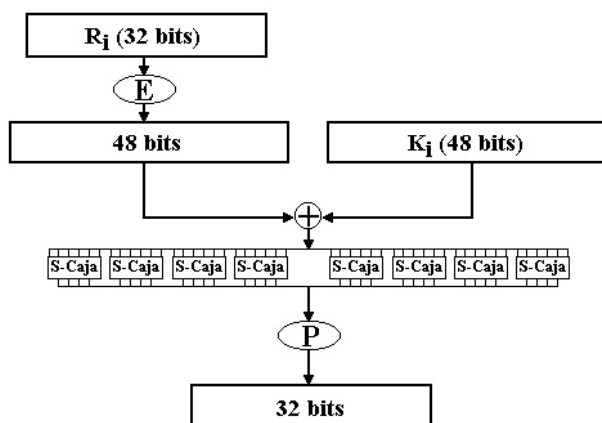 Ri (32 bits)
E
48 bits
Ki (48 bits)
+
S-Caja S-Caja S-Caja S-Caja S-Caja S-Caja S-Caja S-Caja
P
32 bits